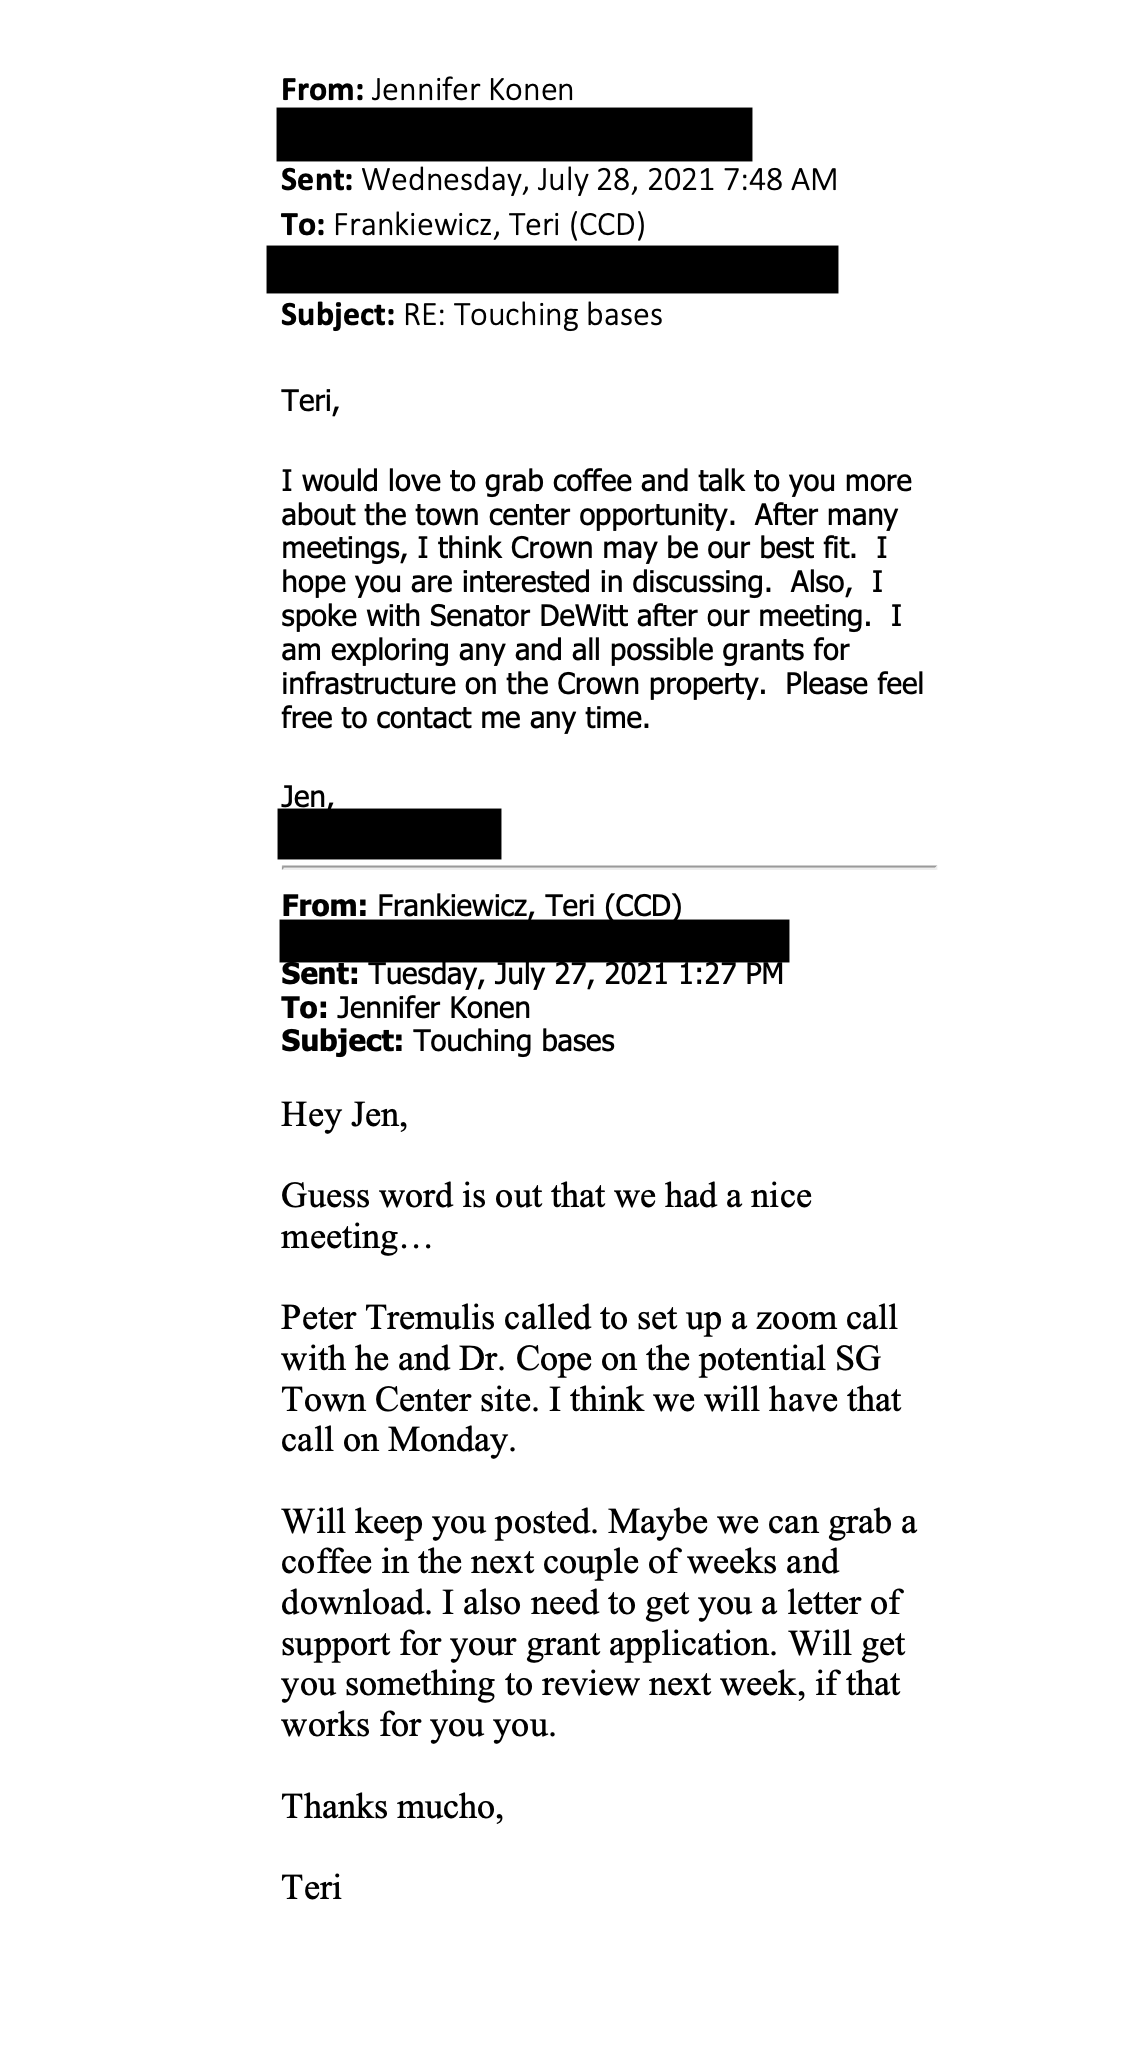 From: Jennifer Konen
Sent: Wednesday, July 28, 2021 7:48 AM
To: Frankiewicz, Teri (CCD)
Subject: RE: Touching bases
Teri,
I would love to grab coffee and talk to you more
about the town center opportunity.  After many
meetings, I think Crown may be our best fit.  I
hope you are interested in discussing.  Also,  I
spoke with Senator DeWitt after our meeting.  I
am exploring any and all possible grants for
infrastructure on the Crown property.  Please feel
free to contact me any time.
Jen,
From: Frankiewicz, Teri (CCD)
Sent: Tuesday, July 27, 2021 1:27 PM
To: Jennifer Konen
Subject: Touching bases
Hey Jen,
Guess word is out that we had a nice
meeting…
Peter Tremulis called to set up a zoom call
with he and Dr. Cope on the potential SG
Town Center site. I think we will have that
call on Monday.
Will keep you posted. Maybe we can grab a
coffee in the next couple of weeks and
download. I also need to get you a letter of
support for your grant application. Will get
you something to review next week, if that
works for you you.
Thanks mucho,
Teri